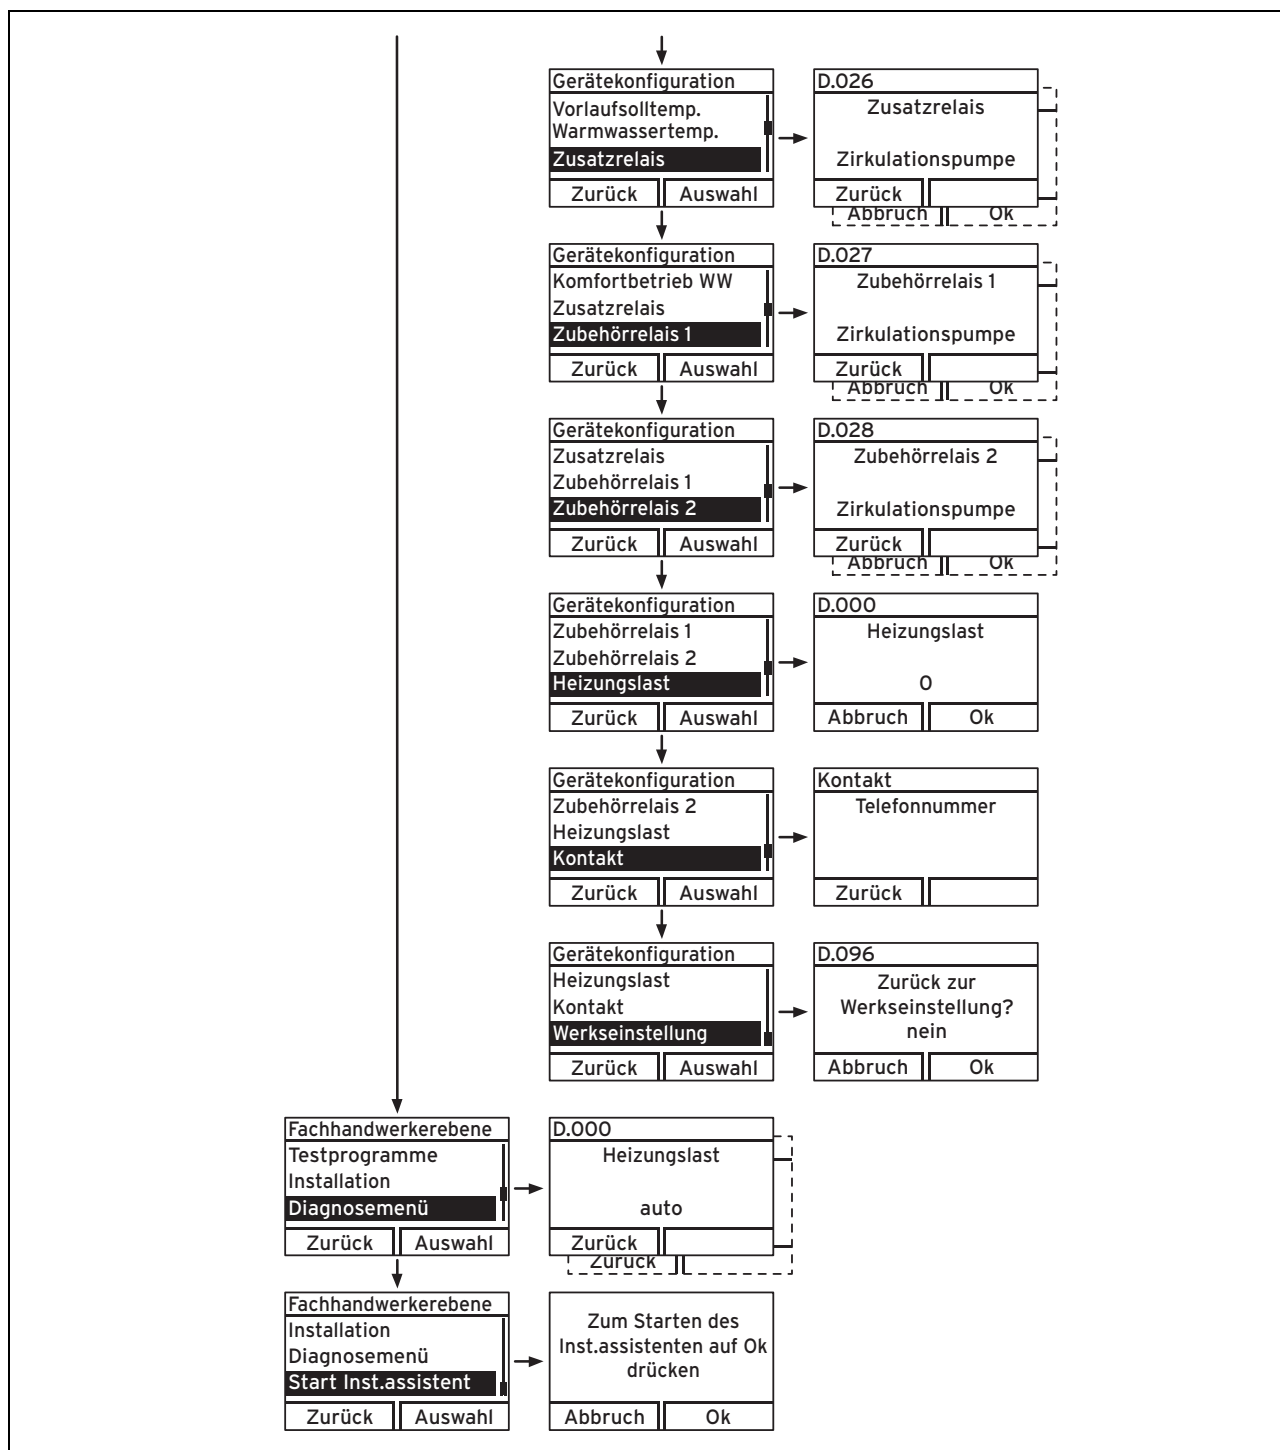 Gerätekonfiguration
Vorlaufsolltemp.
Warmwassertemp.
Zusatzrelais
Zurück Auswahl
D.026
Zusatzrelais
Zirkulationspumpe
Zurück
Abbruch Ok
Gerätekonfiguration
Komfortbetrieb WW
Zusatzrelais
Zubehörrelais 1
Zurück Auswahl
D.027
Zubehörrelais 1
Zirkulationspumpe
Zurück
Abbruch Ok
Gerätekonfiguration
Zusatzrelais
Zubehörrelais 1
Zubehörrelais 2
Zurück Auswahl
D.028
Zubehörrelais 2
Zirkulationspumpe
Zurück
Abbruch Ok
Gerätekonfiguration
Zubehörrelais 1
Zubehörrelais 2
Heizungslast
Zurück Auswahl
D.000
Heizungslast
0
Abbruch Ok
Gerätekonfiguration
Zubehörrelais 2
Heizungslast
Kontakt
Zurück Auswahl
Kontakt
Telefonnummer
Zurück
Gerätekonfiguration
Heizungslast
Kontakt
Werkseinstellung
Zurück Auswahl
D.096
Zurück zur
Werkseinstellung?
nein
Abbruch Ok
Fachhandwerkerebene
Testprogramme
Installation
Diagnosemenü
Zurück Auswahl
D.000
Heizungslast
auto
Zurück
Zurück
Fachhandwerkerebene
Installation
Diagnosemenü
Start Inst.assistent
Zurück Auswahl
Zum Starten des
Inst.assistenten auf Ok
drücken
Abbruch Ok